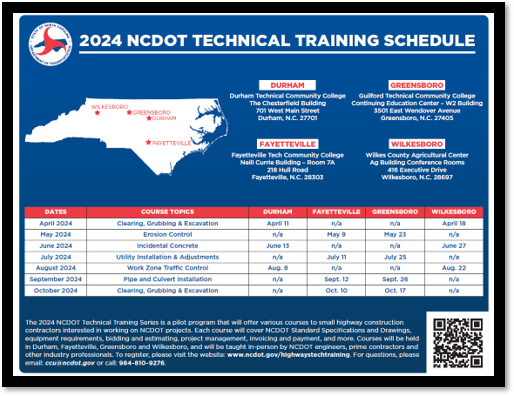 2024 NCDOT TECHNICAL TRAINING SCHEDULE
WILKESBORO
GREENSBORO
DURHAM
FAYETTEVILLE
DURHAM
Durham Technical Community College
The Chesterfield Building
701 West Main Street
Durham, N.C. 27701
GREENSBORO
Guilford Technical Community College
Continuing Education Center – W2 Building
3501 East Wendover Avenue
Greensboro, N.C. 27405
FAYETTEVILLE
Fayetteville Tech Community College
Neill Currie Building – Room 7A
218 Hull Road
Fayetteville, N.C. 28303
WILKESBORO
Wilkes County Agricultural Center
Ag Building Conference Rooms
416 Executive Drive
Wilkesboro, N.C. 28697
DATES COURSE TOPICS DURHAM FAYETTEVILLE GREENSBORO WILKESBORO
April 2024 Clearing, Grubbing & Excavation April 11 n/a n/a April 18
May 2024 Erosion Control n/a May 9 May 23 n/a
June 2024 Incidental Concrete June 13 n/a n/a June 27
July 2024 Utility Installation & Adjustments n/a July 11 July 25 n/a
August 2024 Work Zone Traffic Control Aug. 8 n/a n/a Aug. 22
September 2024 Pipe and Culvert Installation n/a Sept. 12 Sept. 26 n/a
October 2024 Clearing, Grubbing & Excavation n/a Oct. 10 Oct. 17 n/a
The 2024 NCDOT Technical Training Series is a pilot program that will offer various courses to small highway construction
contractors interested in working on NCDOT projects. Each course will cover NCDOT Standard Specifications and Drawings,
equipment requirements, bidding and estimating, project management, invoicing and payment, and more. Courses will be held
in Durham, Fayetteville, Greensboro and Wilkesboro, and will be taught in-person by NCDOT engineers, prime contractors and
other industry professionals. To register, please visit the website: www.ncdot.gov/highwaystechtraining. For questions, please
email: ccu@ncdot.gov or call: 984-810-9276.